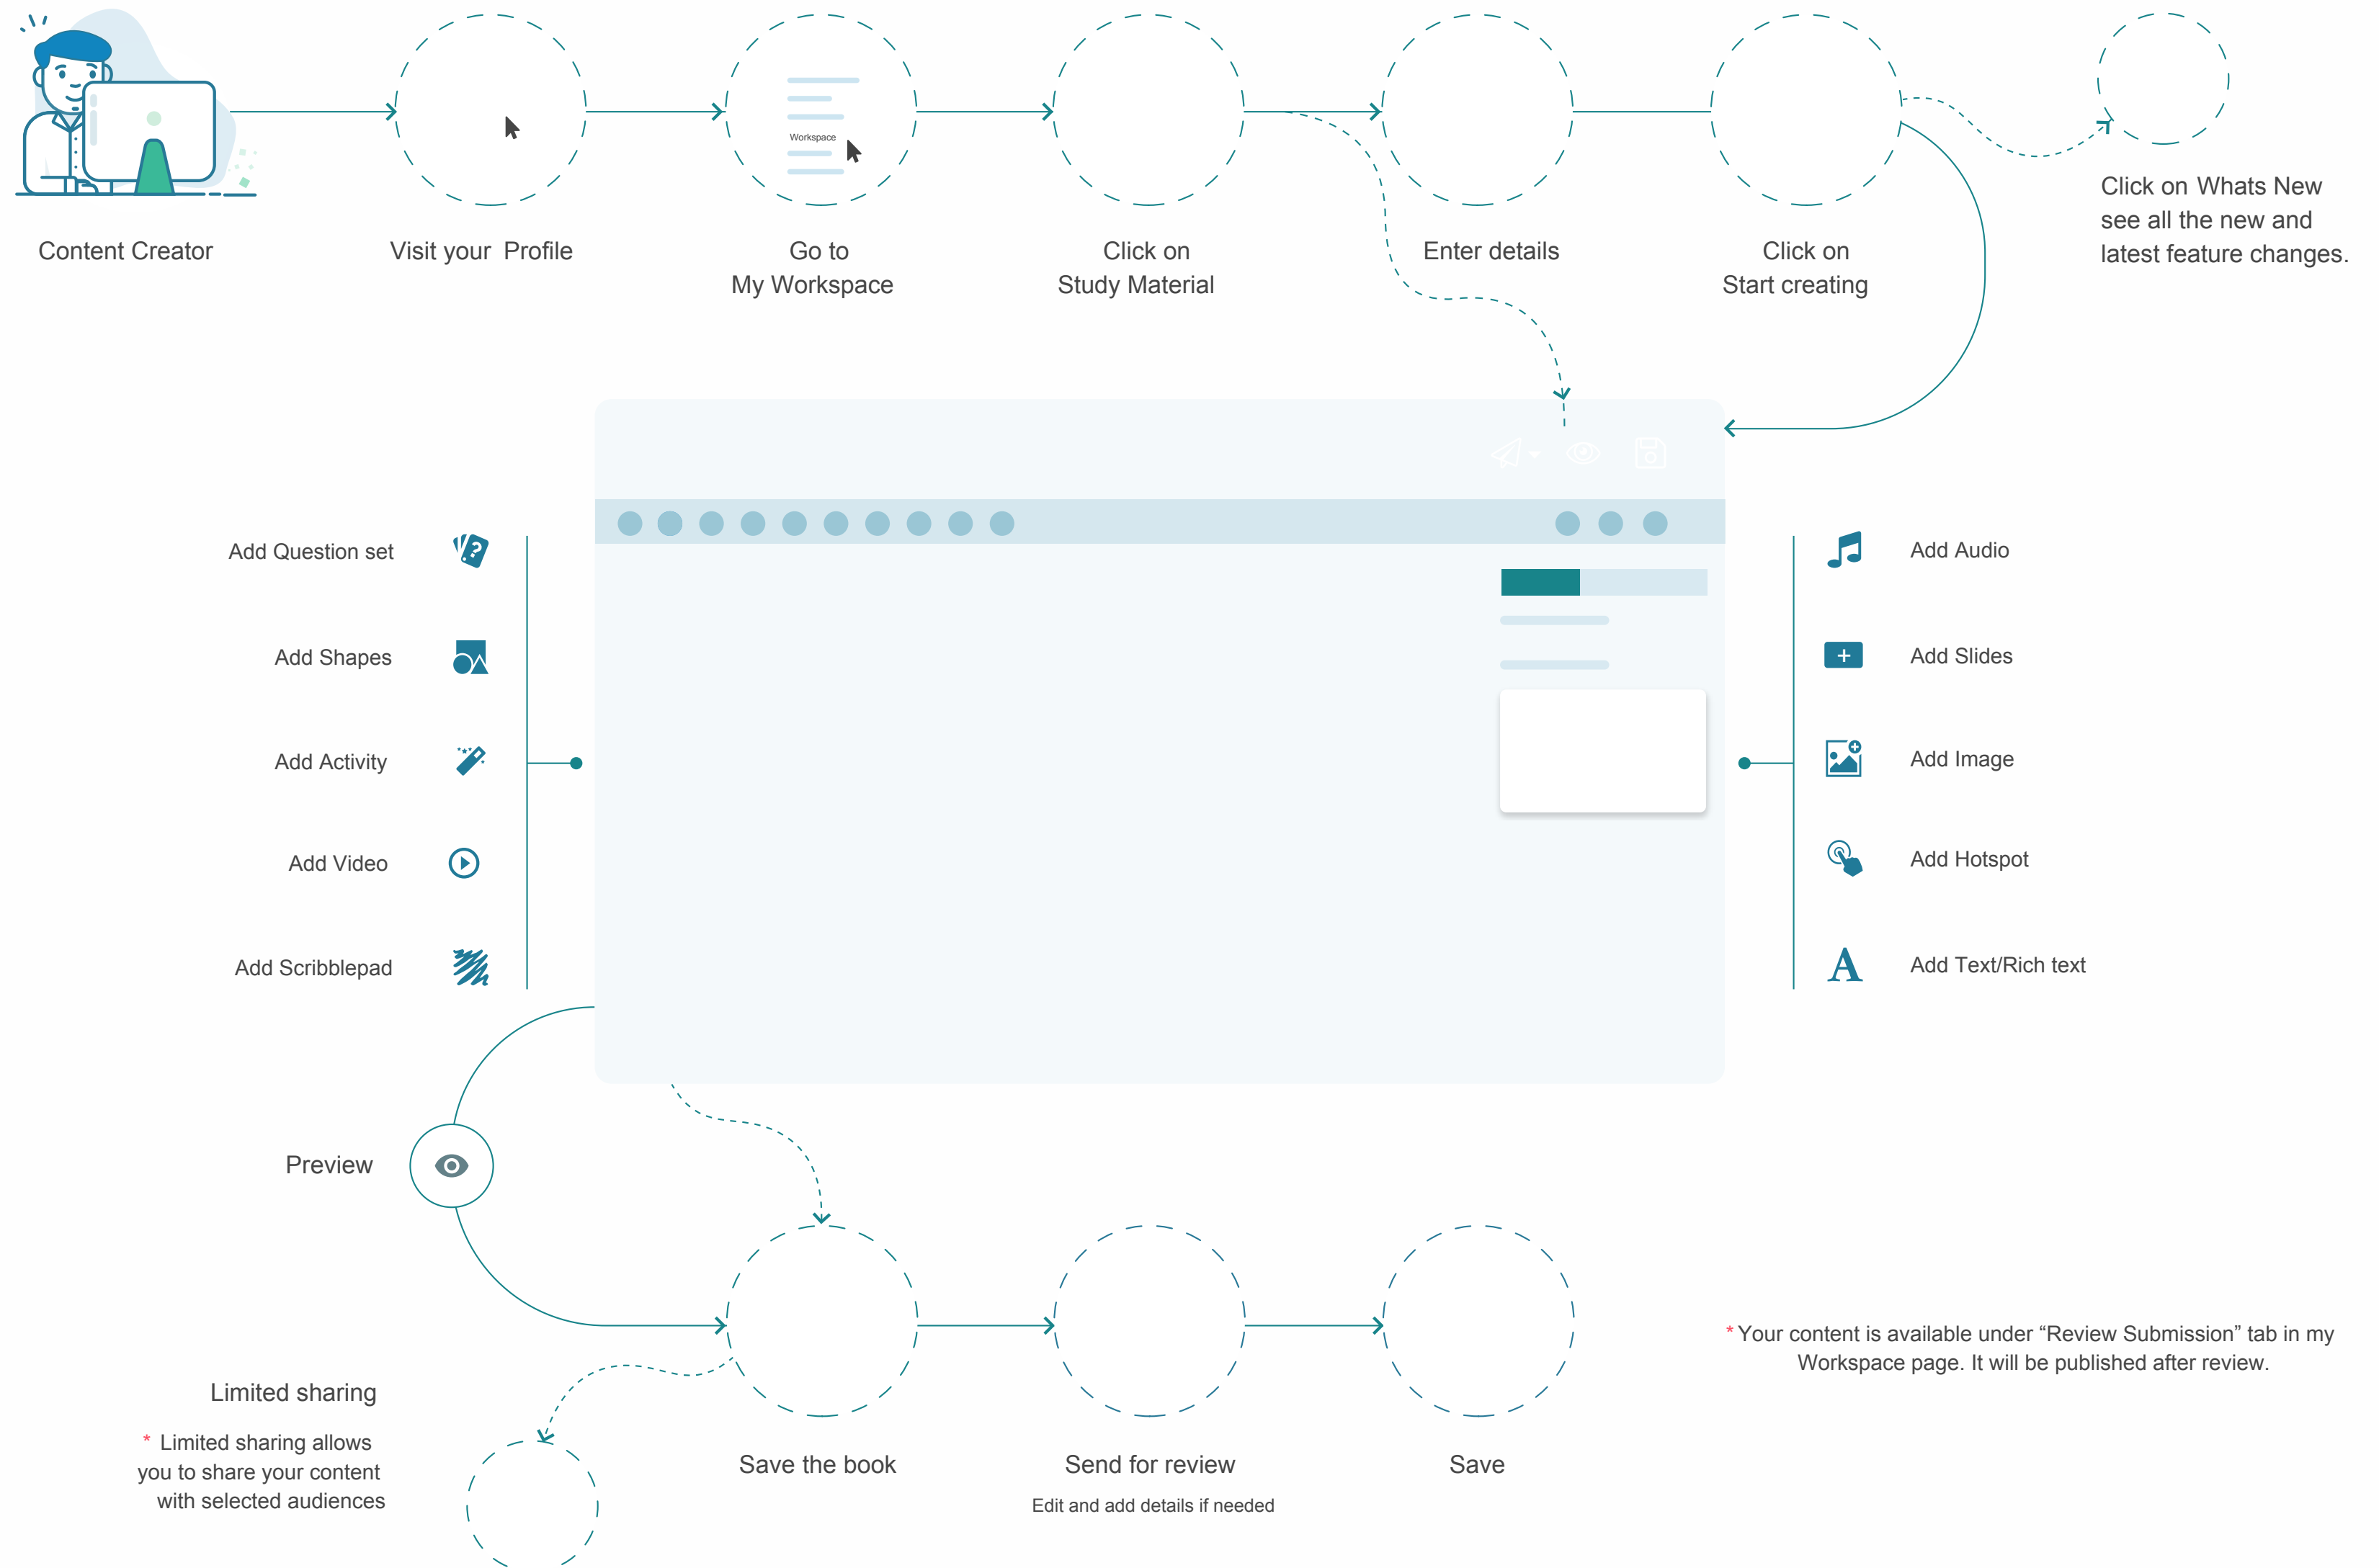 Workspace
Content Creator
Visit your Profile
Go to
My Workspace
Click on
Study Material
Enter details
Click on
Start creating
Click on Whats New
see all the new and
latest feature changes.
Add Question set
Add Shapes
Add Activity
Add Video
Add Scribblepad
Add Audio
Add Slides
Add Image
Add Hotspot
Add Text/Rich text
Preview
Limited sharing
* Limited sharing allows
you to share your content
with selected audiences
Save the book
Send for review
Edit and add details if needed
Save
* Your content is available under “Review Submission” tab in my
Workspace page. It will be published after review.